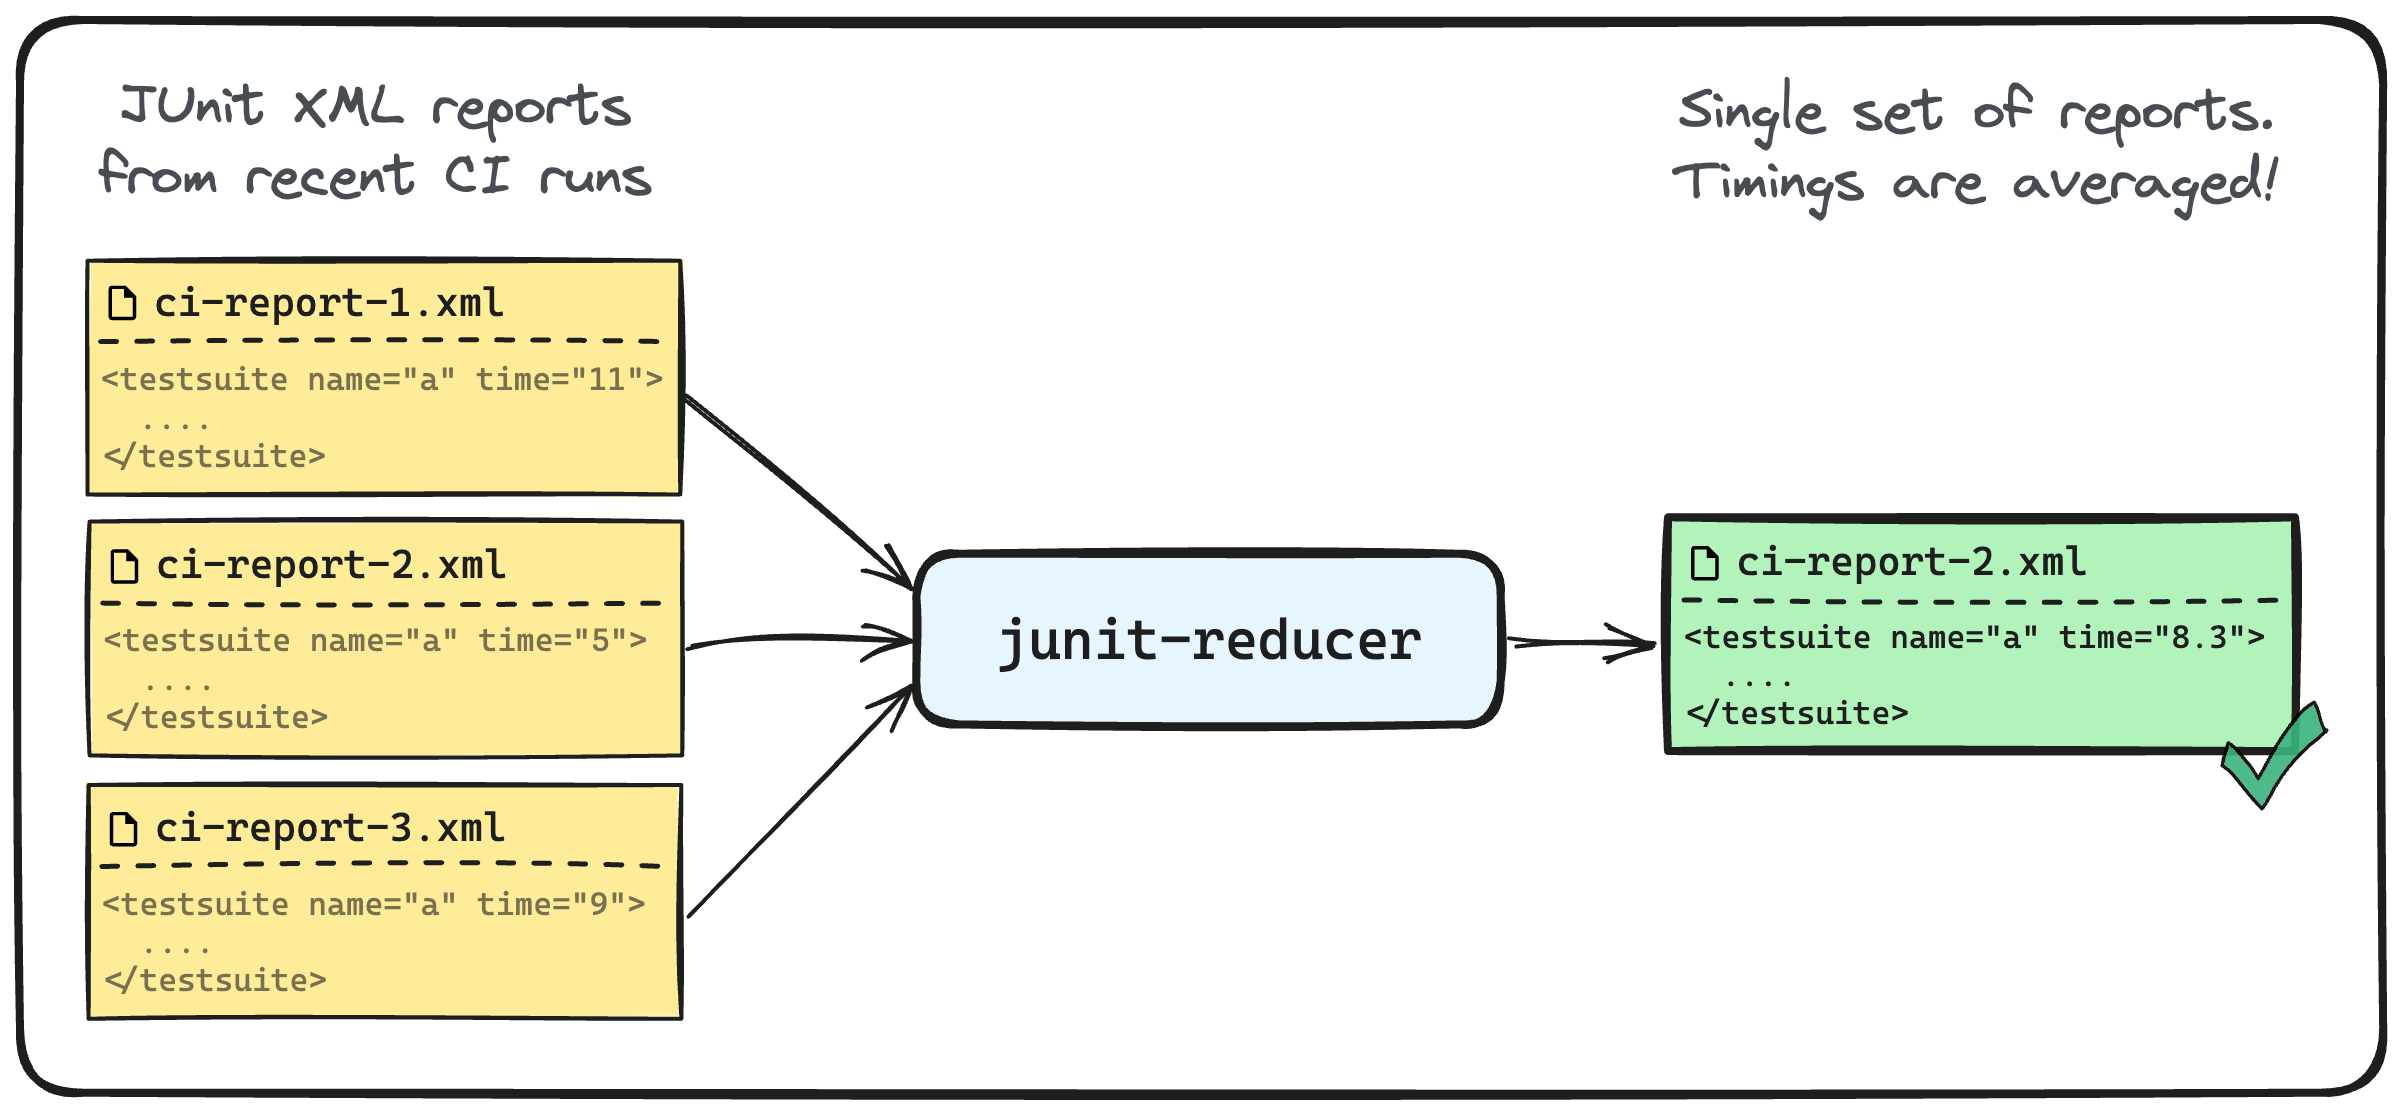 JUnit XML reports
from recent CI runs
ci-report-1.xml
<testsuite name="a" time="11">
....
</testsuite>
ci-report-2.xml
<testsuite name="a" time="5">
....
</testsuite>
ci-report-3.xml
<testsuite name="a" time="9">
....
</testsuite>
junit-reducer
Single set of reports.
Timings are averaged!
ci-report-2.xml
<testsuite name="a" time="8.3">
....
</testsuite>